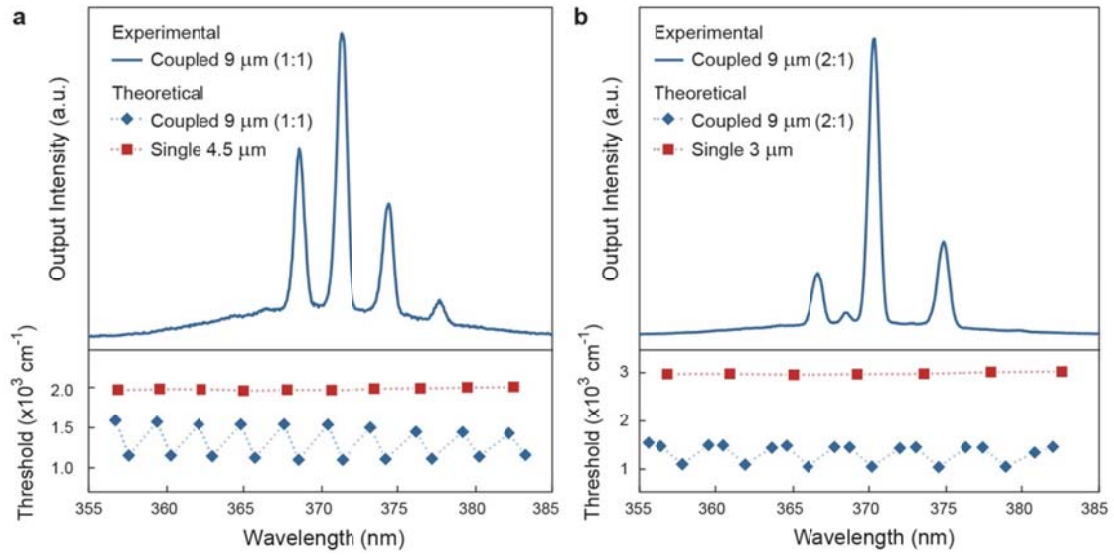 a
Experimental
Coupled 9 μm (1:1)
Theoretical
Coupled 9 μm (1:1)
Single 4.5 μm
Output Intensity (a.u.)
Threshold (x10³ cm⁻¹)
2.0
1.5
1.0
355 360 365 370 375 380 385
Wavelength (nm)
b
Experimental
Coupled 9 μm (2:1)
Theoretical
Coupled 9 μm (2:1)
Single 3 μm
Output Intensity (a.u.)
Threshold (x10³ cm⁻¹)
3
2
1
355 360 365 370 375 380 385
Wavelength (nm)